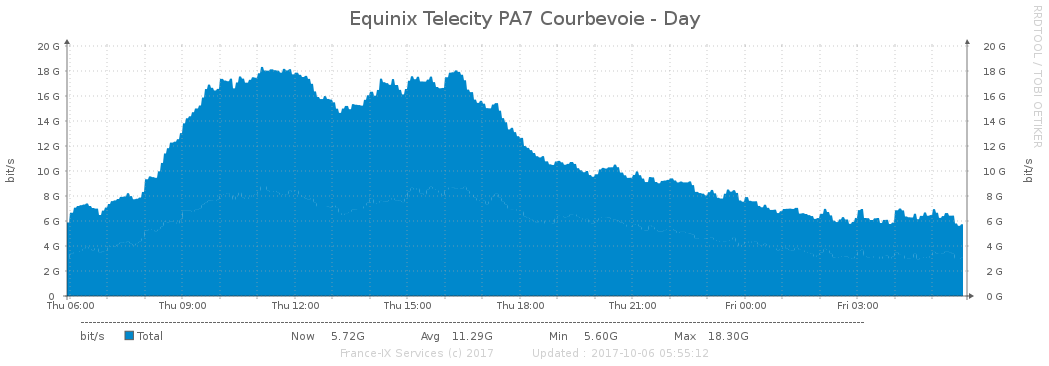 Equinix Telecity PA7 Courbevoie - Day
RRDTOOL / TOBI OETIKER
bit/s
bit/s
20 G 20 G
18 G 18 G
16 G 16 G
14 G 14 G
12 G 12 G
10 G 10 G
8 G 8 G
6 G 6 G
4 G 4 G
2 G 2 G
0 0 G
Thu 06:00 Thu 09:00 Thu 12:00 Thu 15:00 Thu 18:00 Thu 21:00 Fri 00:00 Fri 03:00
bit/s Total Now 5.72G Avg 11.29G Min 5.60G Max 18.30G
France-IX Services (c) 2017 Updated : 2017-10-06 05:55:12